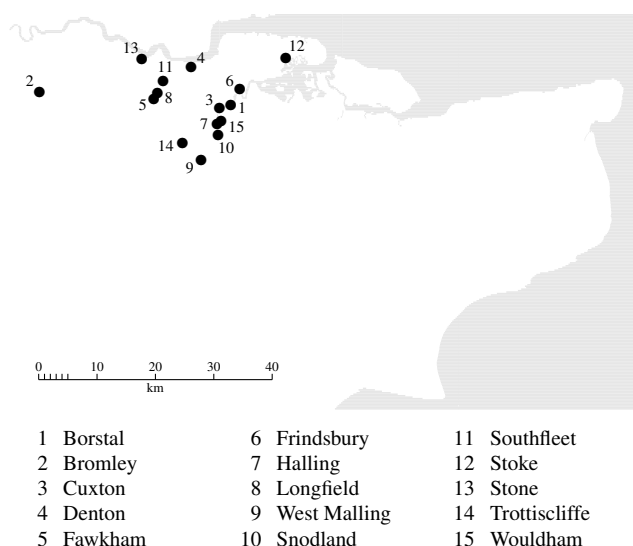 12
13
4
11
2
6
5
8
3
1
7
15
14
10
9
0 10 20 30 40
km
1 Borstal 6 Frindsbury 11 Southfleet
2 Bromley 7 Halling 12 Stoke
3 Cuxton 8 Longfield 13 Stone
4 Denton 9 West Malling 14 Trottiscliffe
5 Fawkham 10 Snodland 15 Wouldham